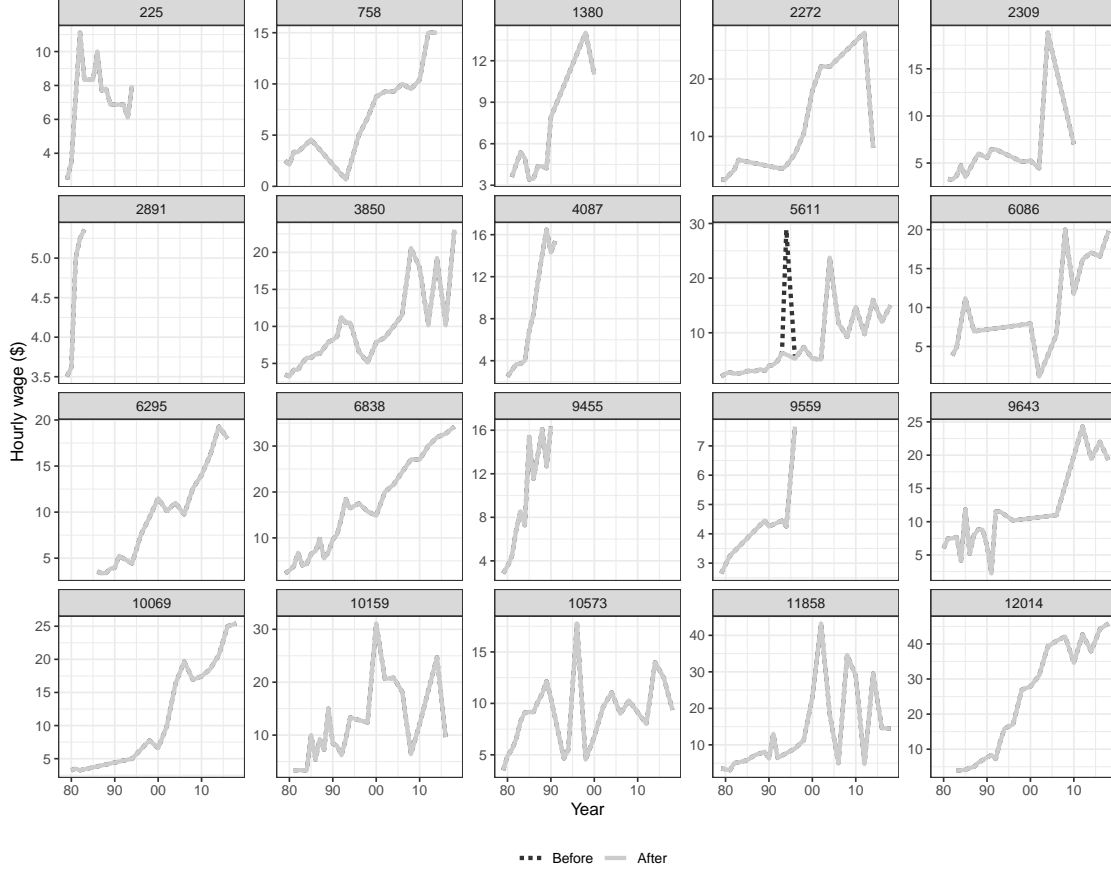 225 758 1380 2272 2309
10 8 6 4
15 10 5 0
12 9 6 3
20 10
15 10 5
2891 3850 4087 5611 6086
5.0 4.5 4.0 3.5
20 15 10 5
16 12 8 4
30 20 10
20 15 10 5
Hourly wage ($)
6295 6838 9455 9559 9643
20 15 10 5
30 20 10
16 12 8 4
7 6 5 4 3
25 20 15 10 5
10069 10159 10573 11858 12014
25 20 15 10 5
30 20 10
15 10 5
40 30 20 10
40 30 20 10
80 90 00 10 80 90 00 10 80 90 00 10 80 90 00 10 80 90 00 10
Year
Before After